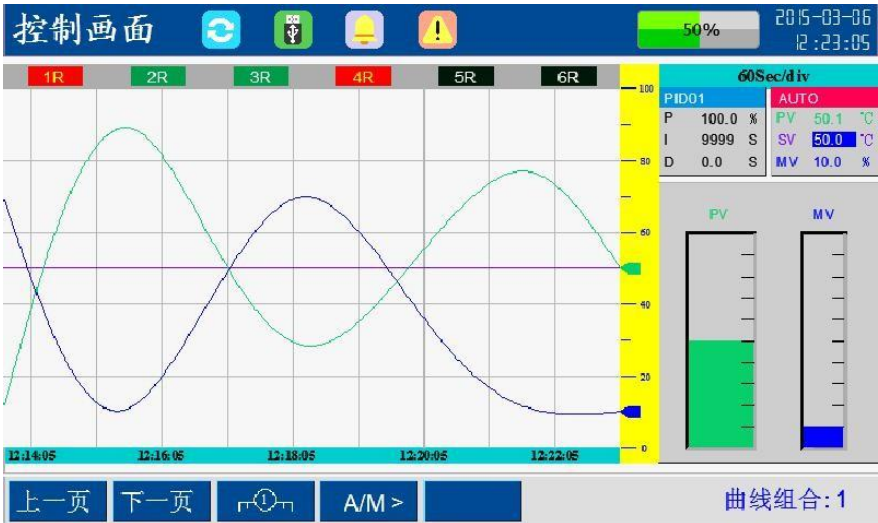 控制画面 50% 2015-03-06
12:23:05
1R 2R 3R 4R 5R 6R
60Sec/div
PID01 AUTO
P 100.0 % PV 50.1 ℃
I 9999 S SV 50.0 ℃
D 0.0 S MV 10.0 %
100
80
60
40
20
0
PV MV
12:14:05 12:16:05 12:18:05 12:20:05 12:22:05
上一页 下一页 1 A/M > 曲线组合:1